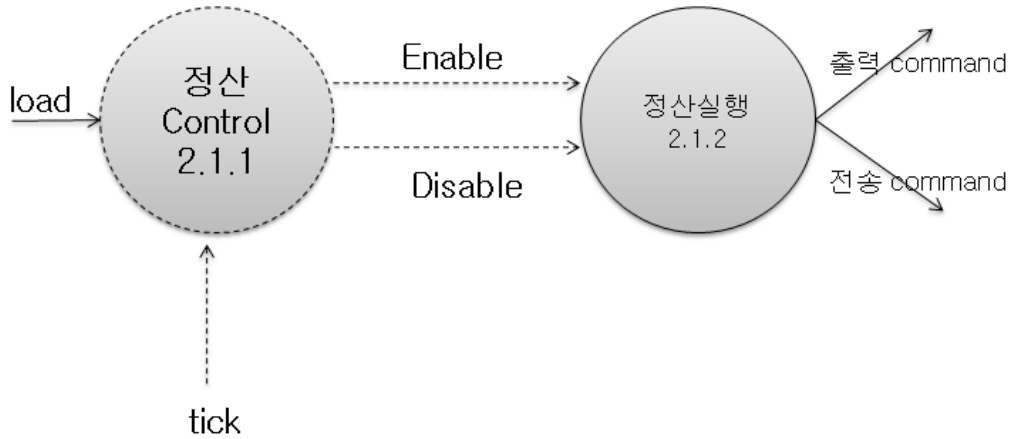 load
정산
Control
2.1.1
Enable
Disable
정산실행
2.1.2
출력 command
전송 command
tick